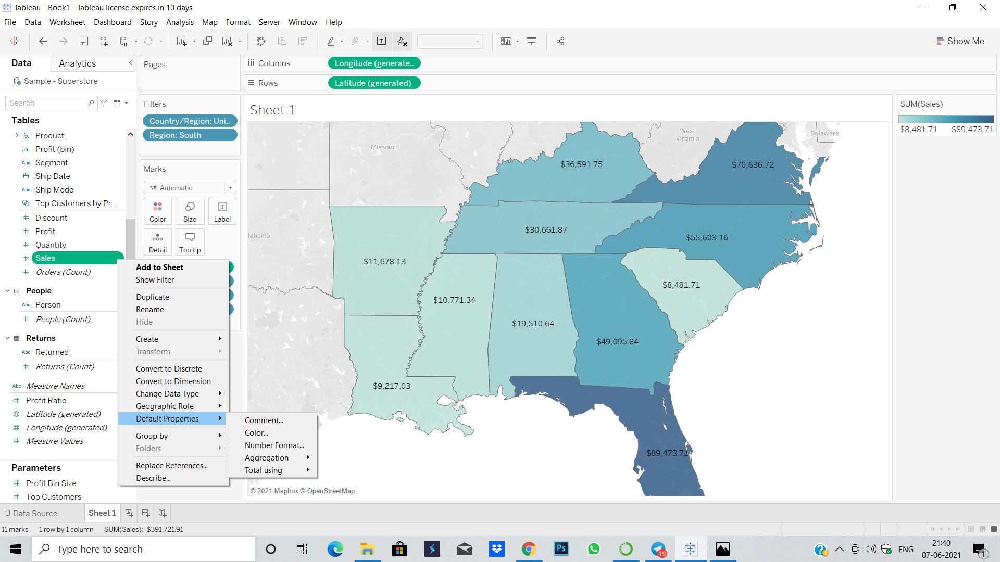 Tableau - Book1 - Tableau license expires in 10 days
File Data Worksheet Dashboard Story Analysis Map Format Server Window Help
Show Me
Data Analytics
Sample - Superstore
Search
Tables
Product
Profit (bin)
Segment
Ship Date
Ship Mode
Top Customers by Pr...
Discount
Profit
Quantity
Sales
Orders (Count)
People
Person
People (Count)
Returns
Returned
Returns (Count)
Measure Names
Profit Ratio
Latitude (generated)
Longitude (generated)
Measure Values
Parameters
Profit Bin Size
Top Customers
Pages
Filters
Country/Region: Uni..
Region: South
Marks
Automatic
Color Size Label
Detail Tooltip
Add to Sheet
Show Filter
Duplicate
Rename
Hide
Create
Transform
Convert to Discrete
Convert to Dimension
Change Data Type
Geographic Role
Default Properties
Group by
Folders
Replace References...
Describe...
Comment...
Color...
Number Format...
Aggregation
Total using
Columns Longitude (generate..
Rows Latitude (generated)
Sheet 1
Missouri
West
Virginia
DC
Delaware
lahoma
North
South
$36,591.75
$70,636.72
$30,661.87
$55,603.16
$11,678.13
$8,481.71
$10,771.34
$19,510.64
$49,095.84
$9,217.03
$89,473.71
© 2021 Mapbox © OpenStreetMap
SUM(Sales)
$8,481.71 $89,473.71
Data Source Sheet 1
11 marks 1 row by 1 column SUM(Sales): $391,721.91
Type here to search
Ps
19
ENG
21:40
07-06-2021
1